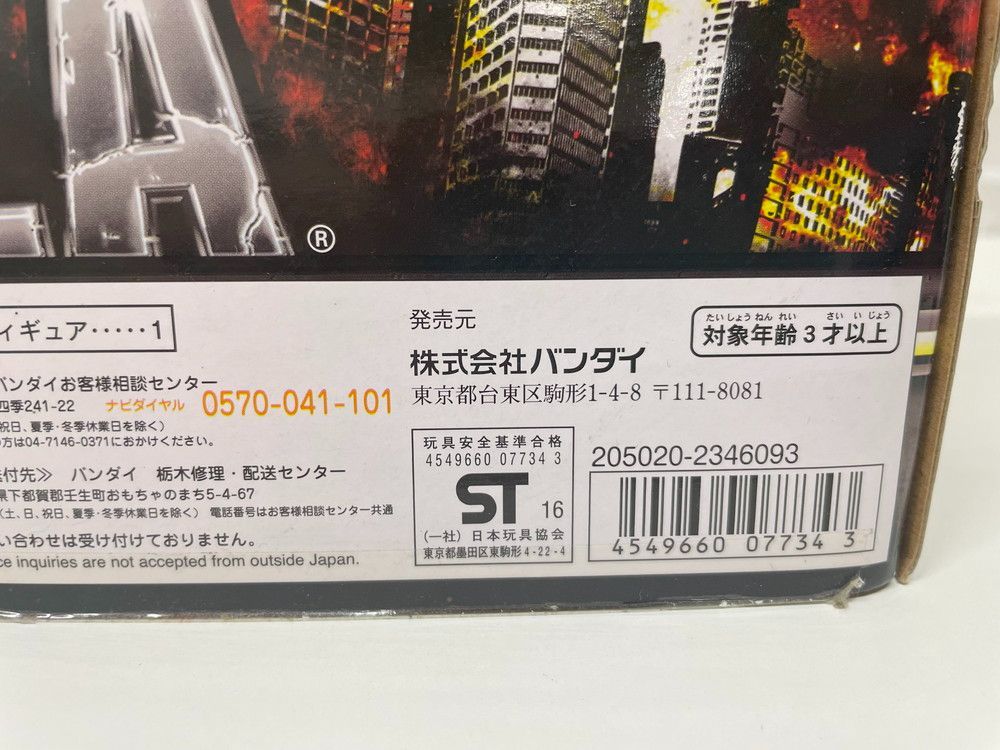 A
®
ィギュア‥‥‥1
バンダイお客様相談センター
四季241-22 ナビダイヤル 0570-041-101
祝日、夏季・冬季休業日を除く）
方は04-7146-0371におかけください。
付先≫ バンダイ 栃木修理・配送センター
県下都賀郡壬生町おもちゃのまち5-4-67
（土、日、祝日、夏季・冬季休業日を除く） 電話番号はお客様相談センター共通
い合わせは受け付けておりません。
ce inquiries are not accepted from outside Japan.
発売元
株式会社バンダイ
東京都台東区駒形1-4-8 〒111-8081
たいしょう ねん れい さい い じょう
対象年齢 3 才以上
玩具安全基準合格
4549660 07734 3
ST 16
(一社) 日本玩具協会
東京都墨田区東駒形4-22-4
205020-2346093
4549660 07734 3